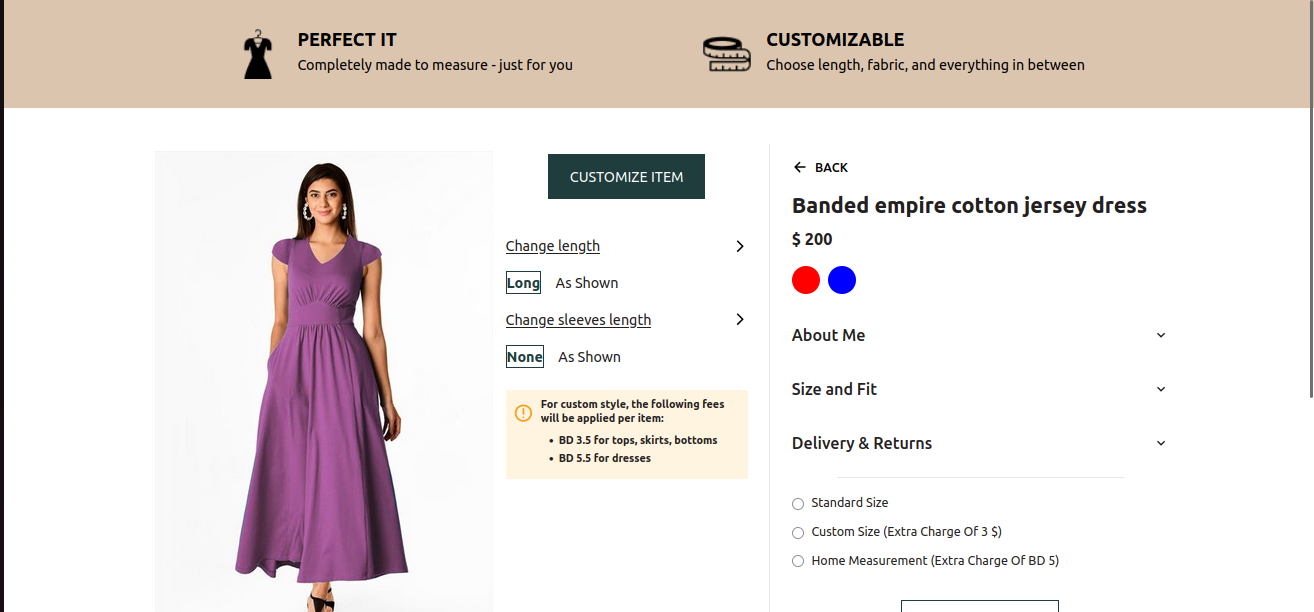 PERFECT IT
Completely made to measure - just for you
CUSTOMIZABLE
Choose length, fabric, and everything in between
CUSTOMIZE ITEM
Change length
Long As Shown
Change sleeves length
None As Shown
For custom style, the following fees
will be applied per item:
• BD 3.5 for tops, skirts, bottoms
• BD 5.5 for dresses
BACK
Banded empire cotton jersey dress
$ 200
About Me
Size and Fit
Delivery & Returns
Standard Size
Custom Size (Extra Charge Of 3 $)
Home Measurement (Extra Charge Of BD 5)